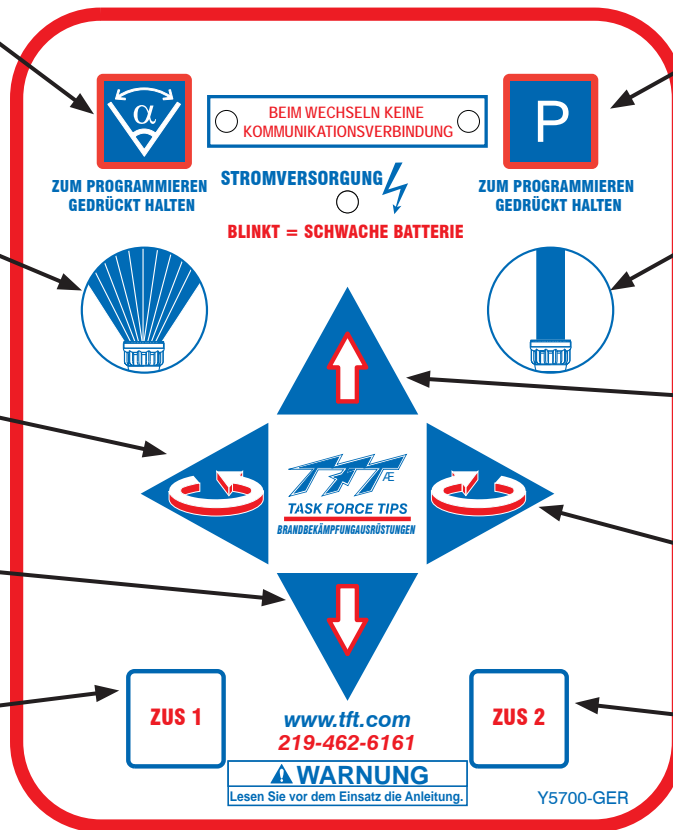 α
BEIM WECHSELN KEINE
KOMMUNIKATIONSVERBINDUNG
P
ZUM PROGRAMMIEREN
GEDRÜCKT HALTEN
STROMVERSORGUNG
ZUM PROGRAMMIEREN
GEDRÜCKT HALTEN
BLINKT = SCHWACHE BATTERIE
TFT Æ
TASK FORCE TIPS
BRANDBEKÄMPFUNGAUSRÜSTUNGEN
ZUS 1
ZUS 2
www.tft.com
219-462-6161
WARNUNG
Lesen Sie vor dem Einsatz die Anleitung.
Y5700-GER